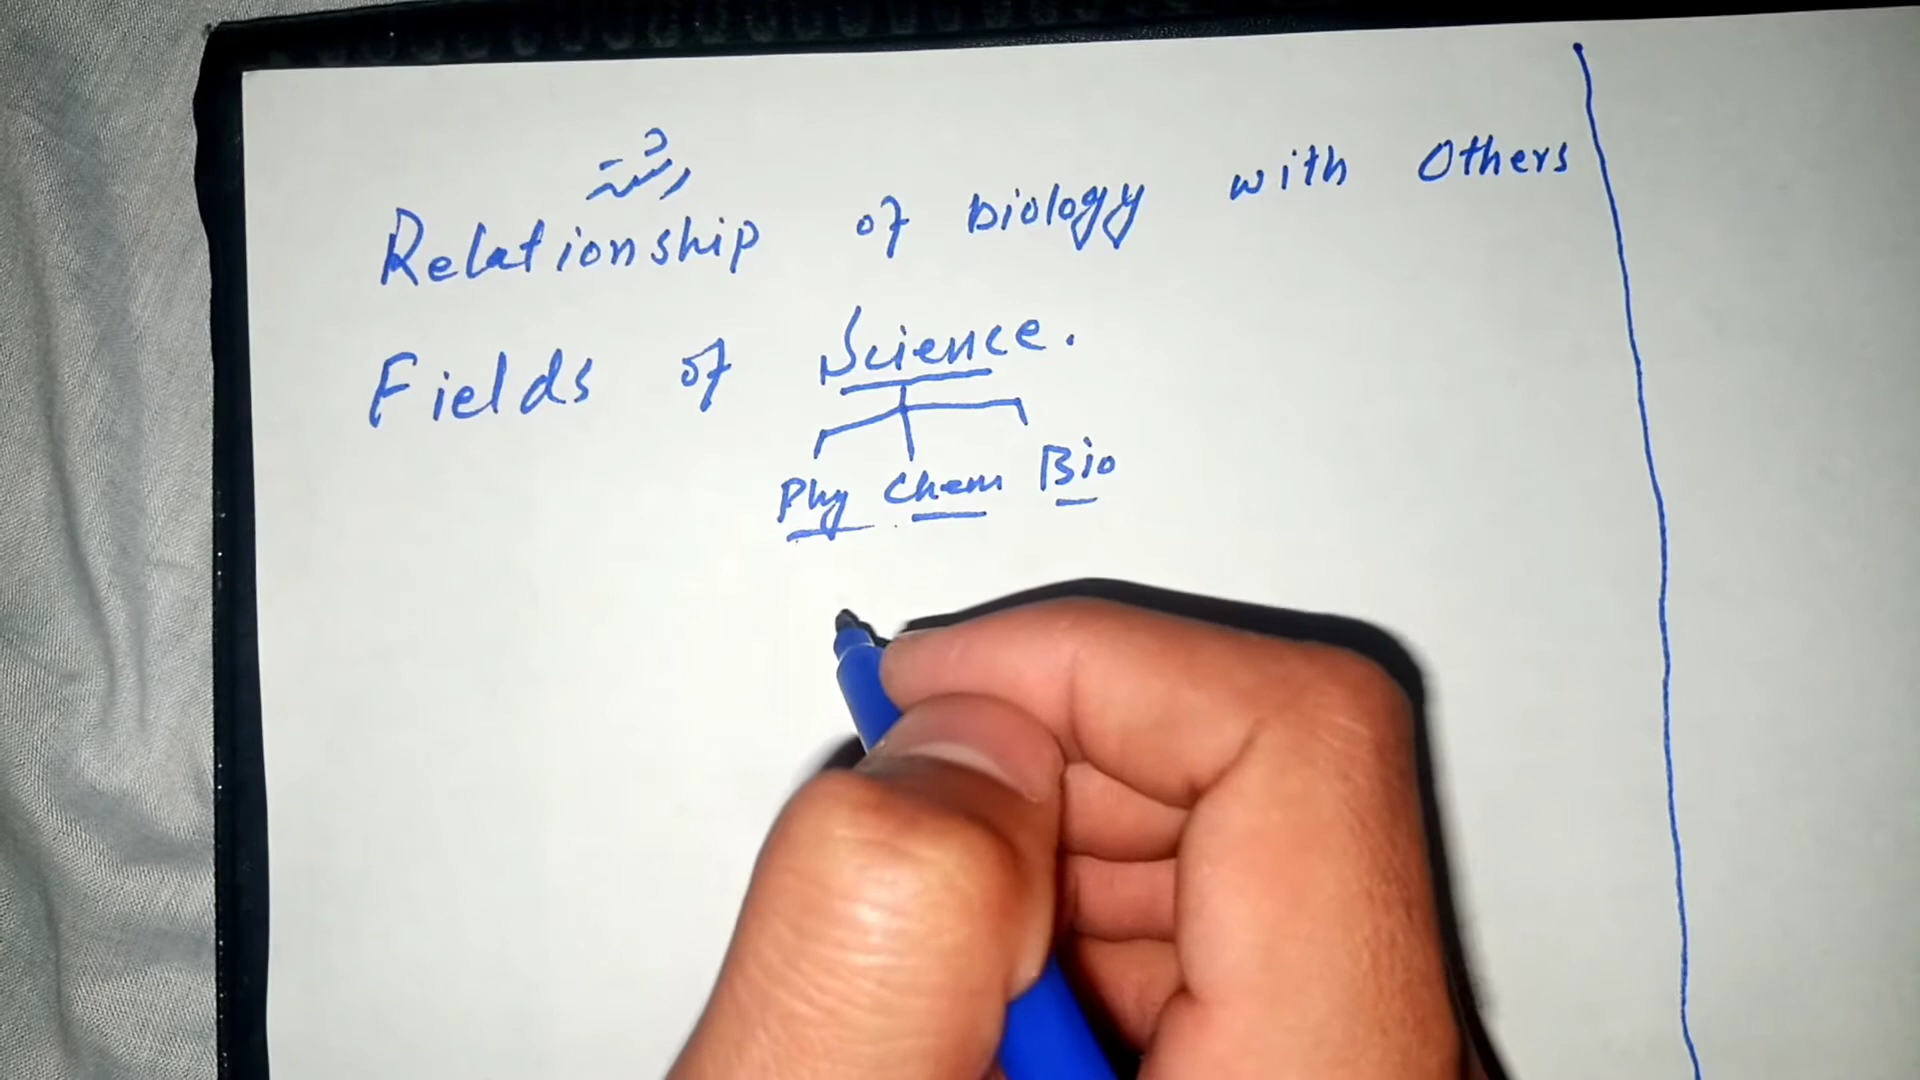 رشتہ
Relationship of Biology with Others
Fields of Science.
Phy Chem Bio